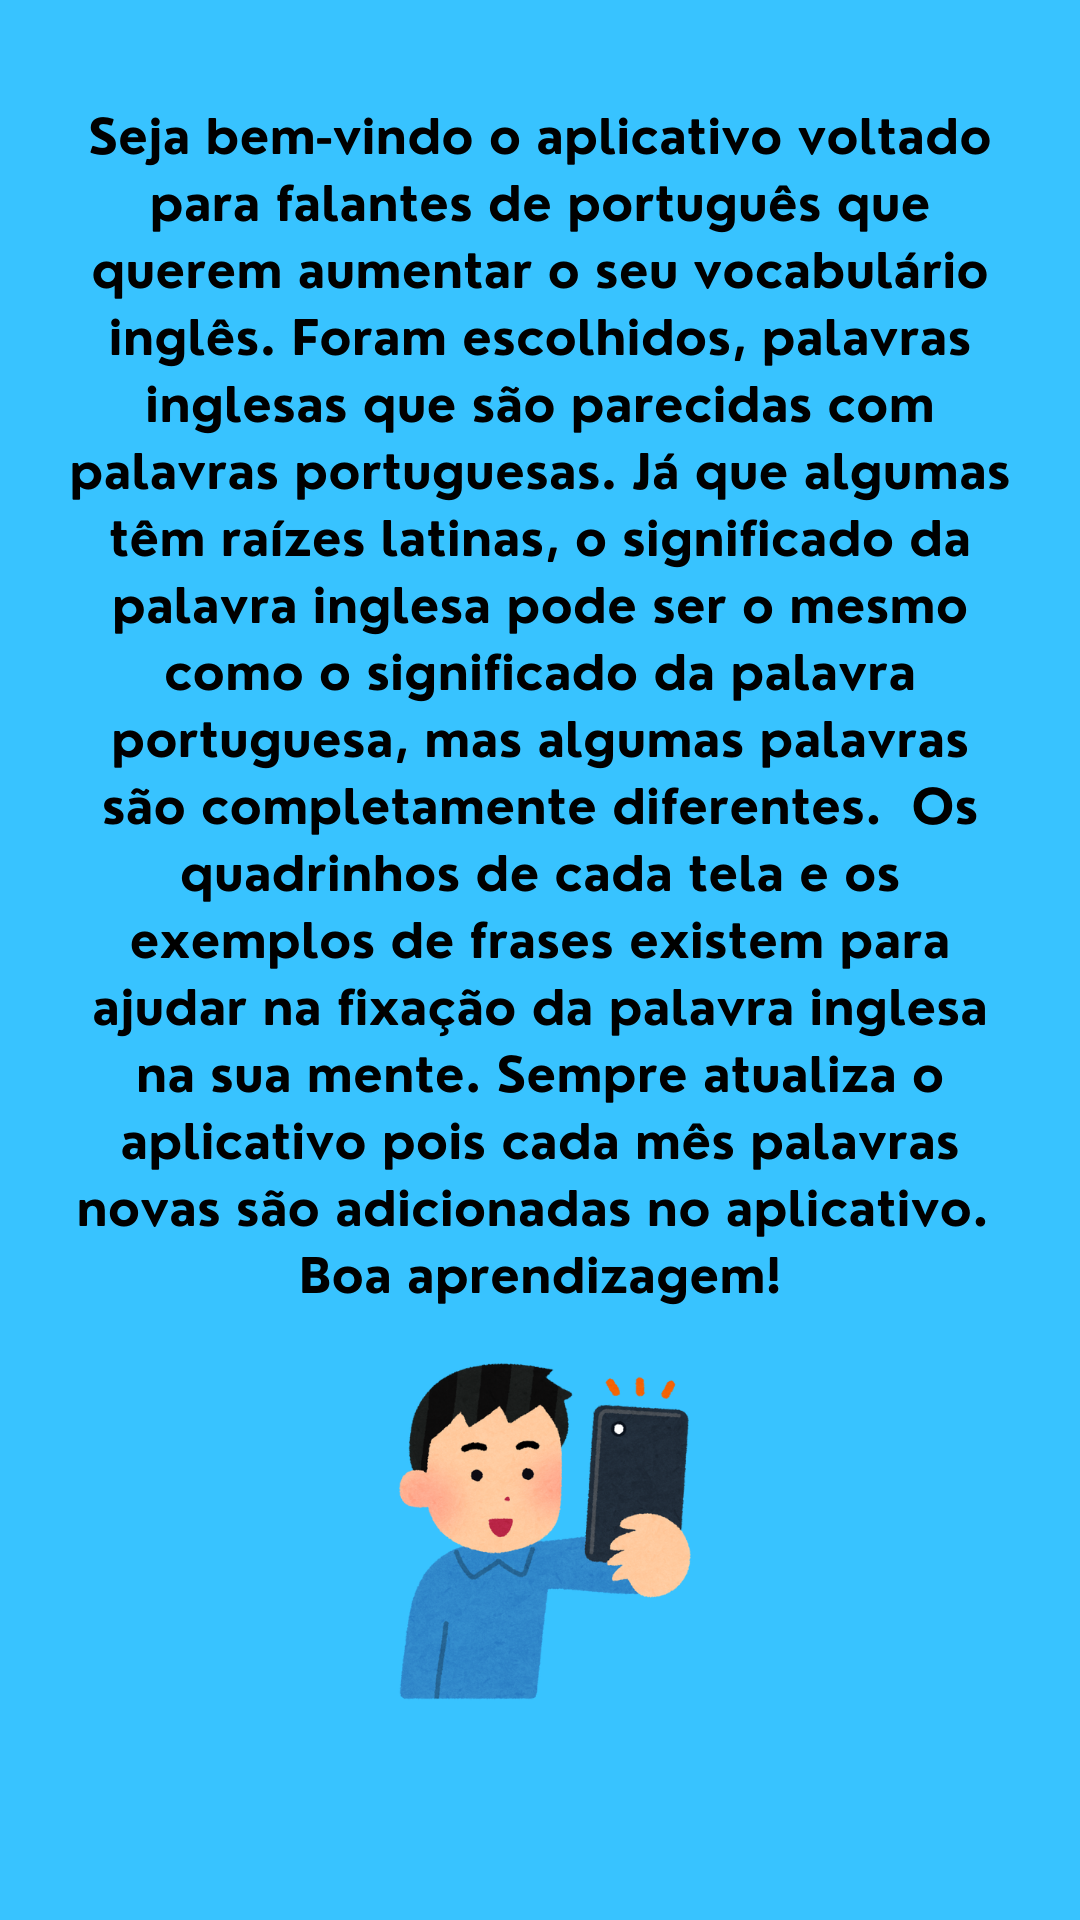 Seja bem-vindo o aplicativo voltado
para falantes de português que
querem aumentar o seu vocabulário
inglês. Foram escolhidos, palavras
inglesas que são parecidas com
palavras portuguesas. Já que algumas
têm raízes latinas, o significado da
palavra inglesa pode ser o mesmo
como o significado da palavra
portuguesa, mas algumas palavras
são completamente diferentes.  Os
quadrinhos de cada tela e os
exemplos de frases existem para
ajudar na fixação da palavra inglesa
na sua mente. Sempre atualiza o
aplicativo pois cada mês palavras
novas são adicionadas no aplicativo.
Boa aprendizagem!